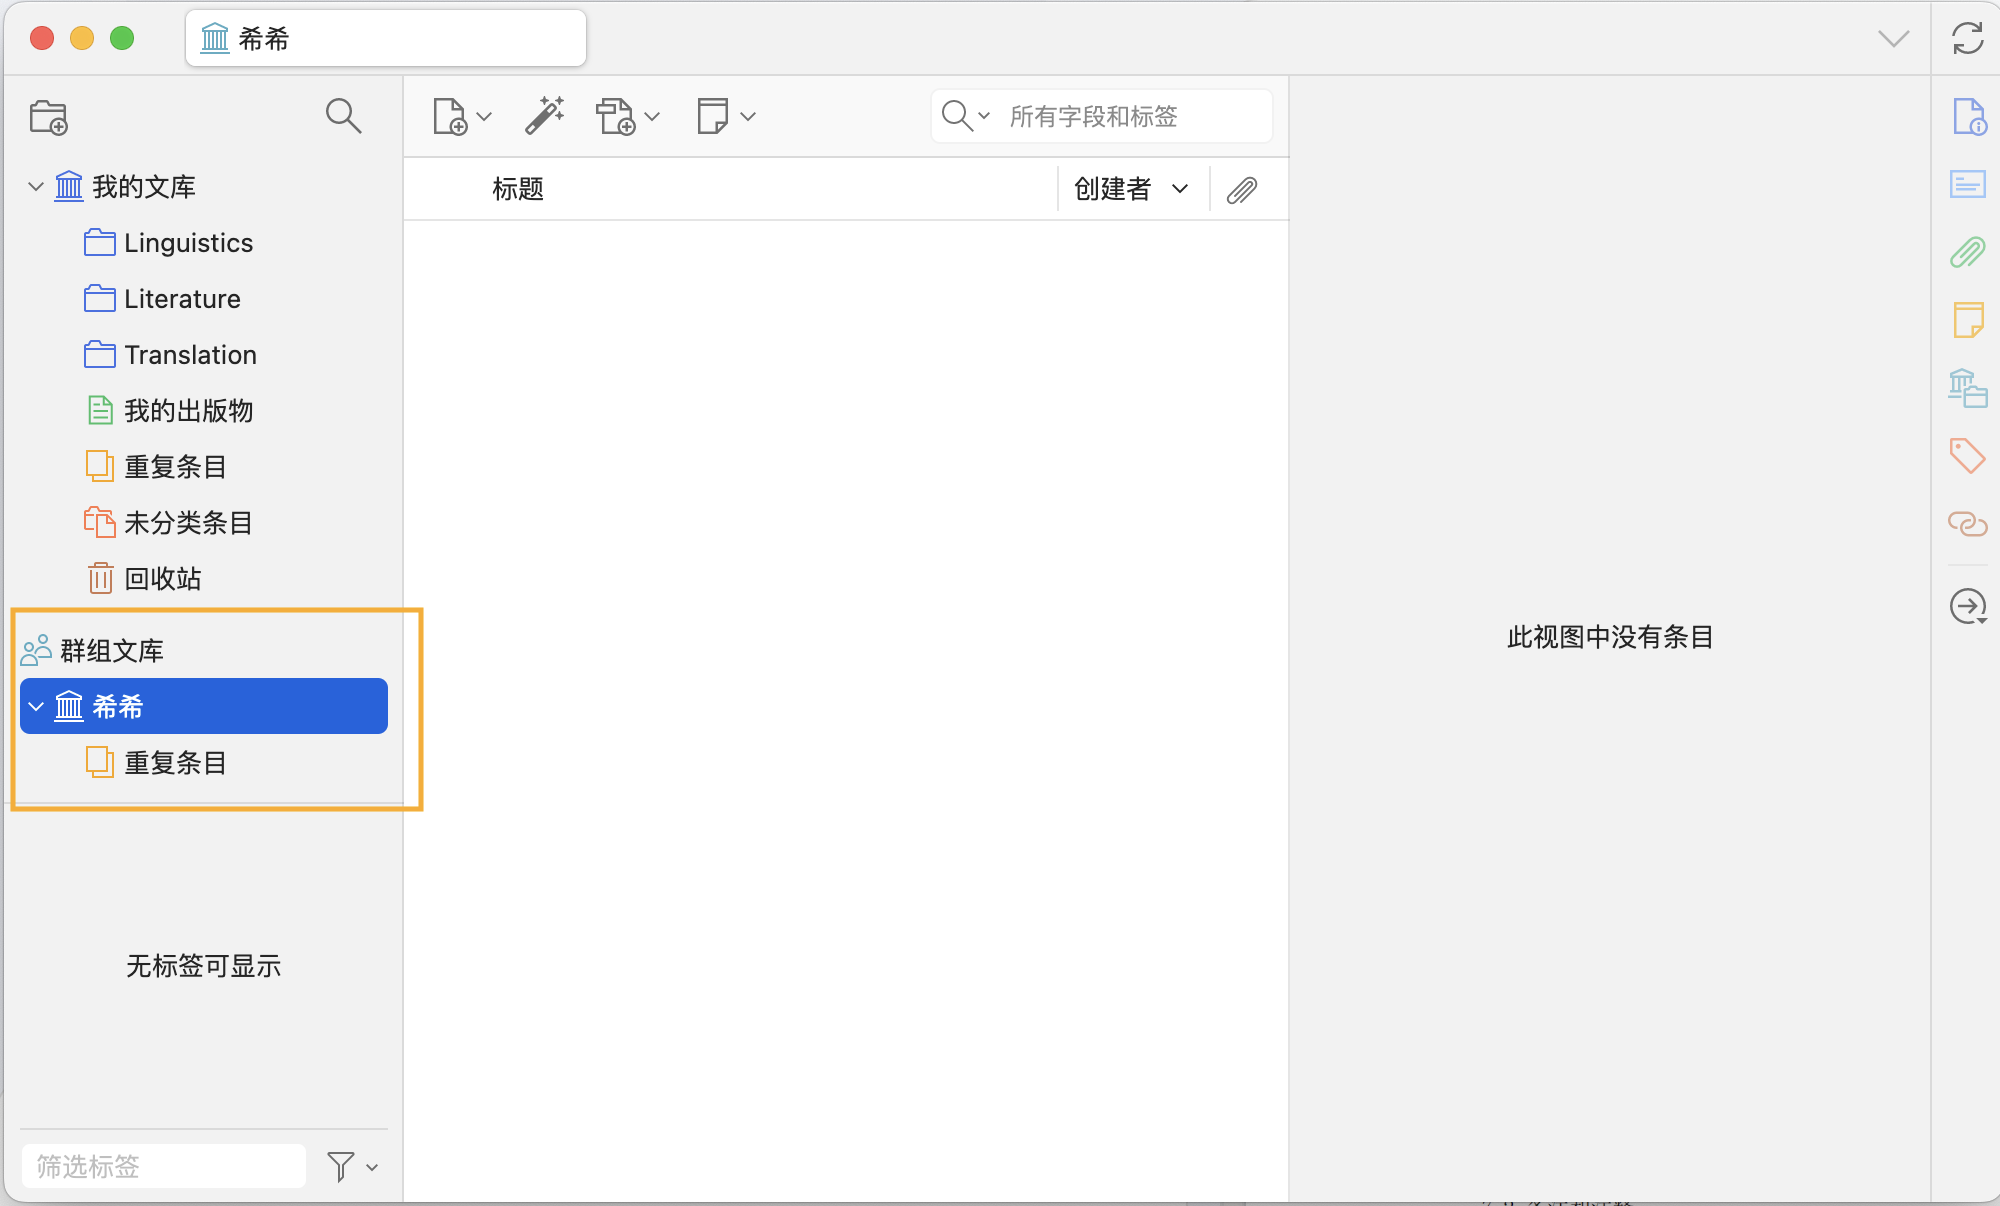 希希
所有字段和标签
我的文库
标题
创建者
Linguistics
Literature
Translation
我的出版物
重复条目
未分类条目
回收站
群组文库
希希
重复条目
此视图中没有条目
无标签可显示
筛选标签